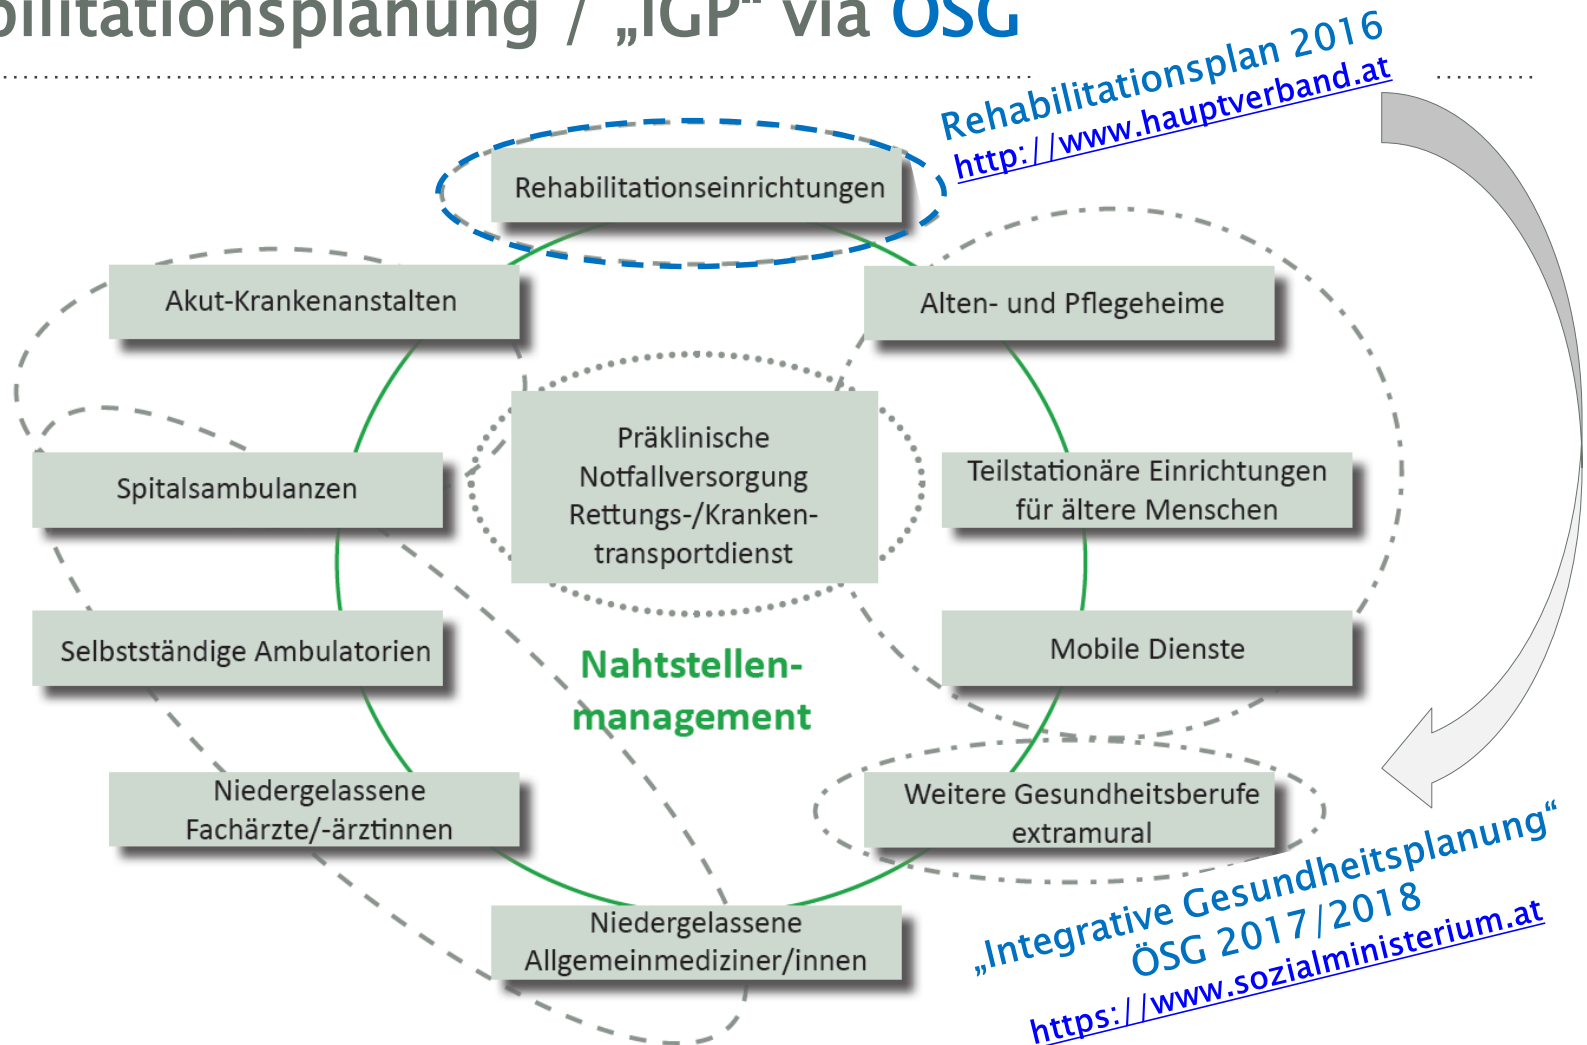 bilitationsplanung / „IGP“ via ÖSG
Rehabilitationsplan 2016
http://www.hauptverband.at
Rehabilitationseinrichtungen
Akut-Krankenanstalten
Alten- und Pflegeheime
Präklinische
Notfallversorgung
Rettungs-/Kranken-
transportdienst
Spitalsambulanzen
Teilstationäre Einrichtungen
für ältere Menschen
Selbstständige Ambulatorien
Mobile Dienste
Nahtstellen-
management
Niedergelassene
Fachärzte/-ärztinnen
Weitere Gesundheitsberufe
extramural
Niedergelassene
Allgemeinmediziner/innen
„Integrative Gesundheitsplanung“
ÖSG 2017/2018
https://www.sozialministerium.at